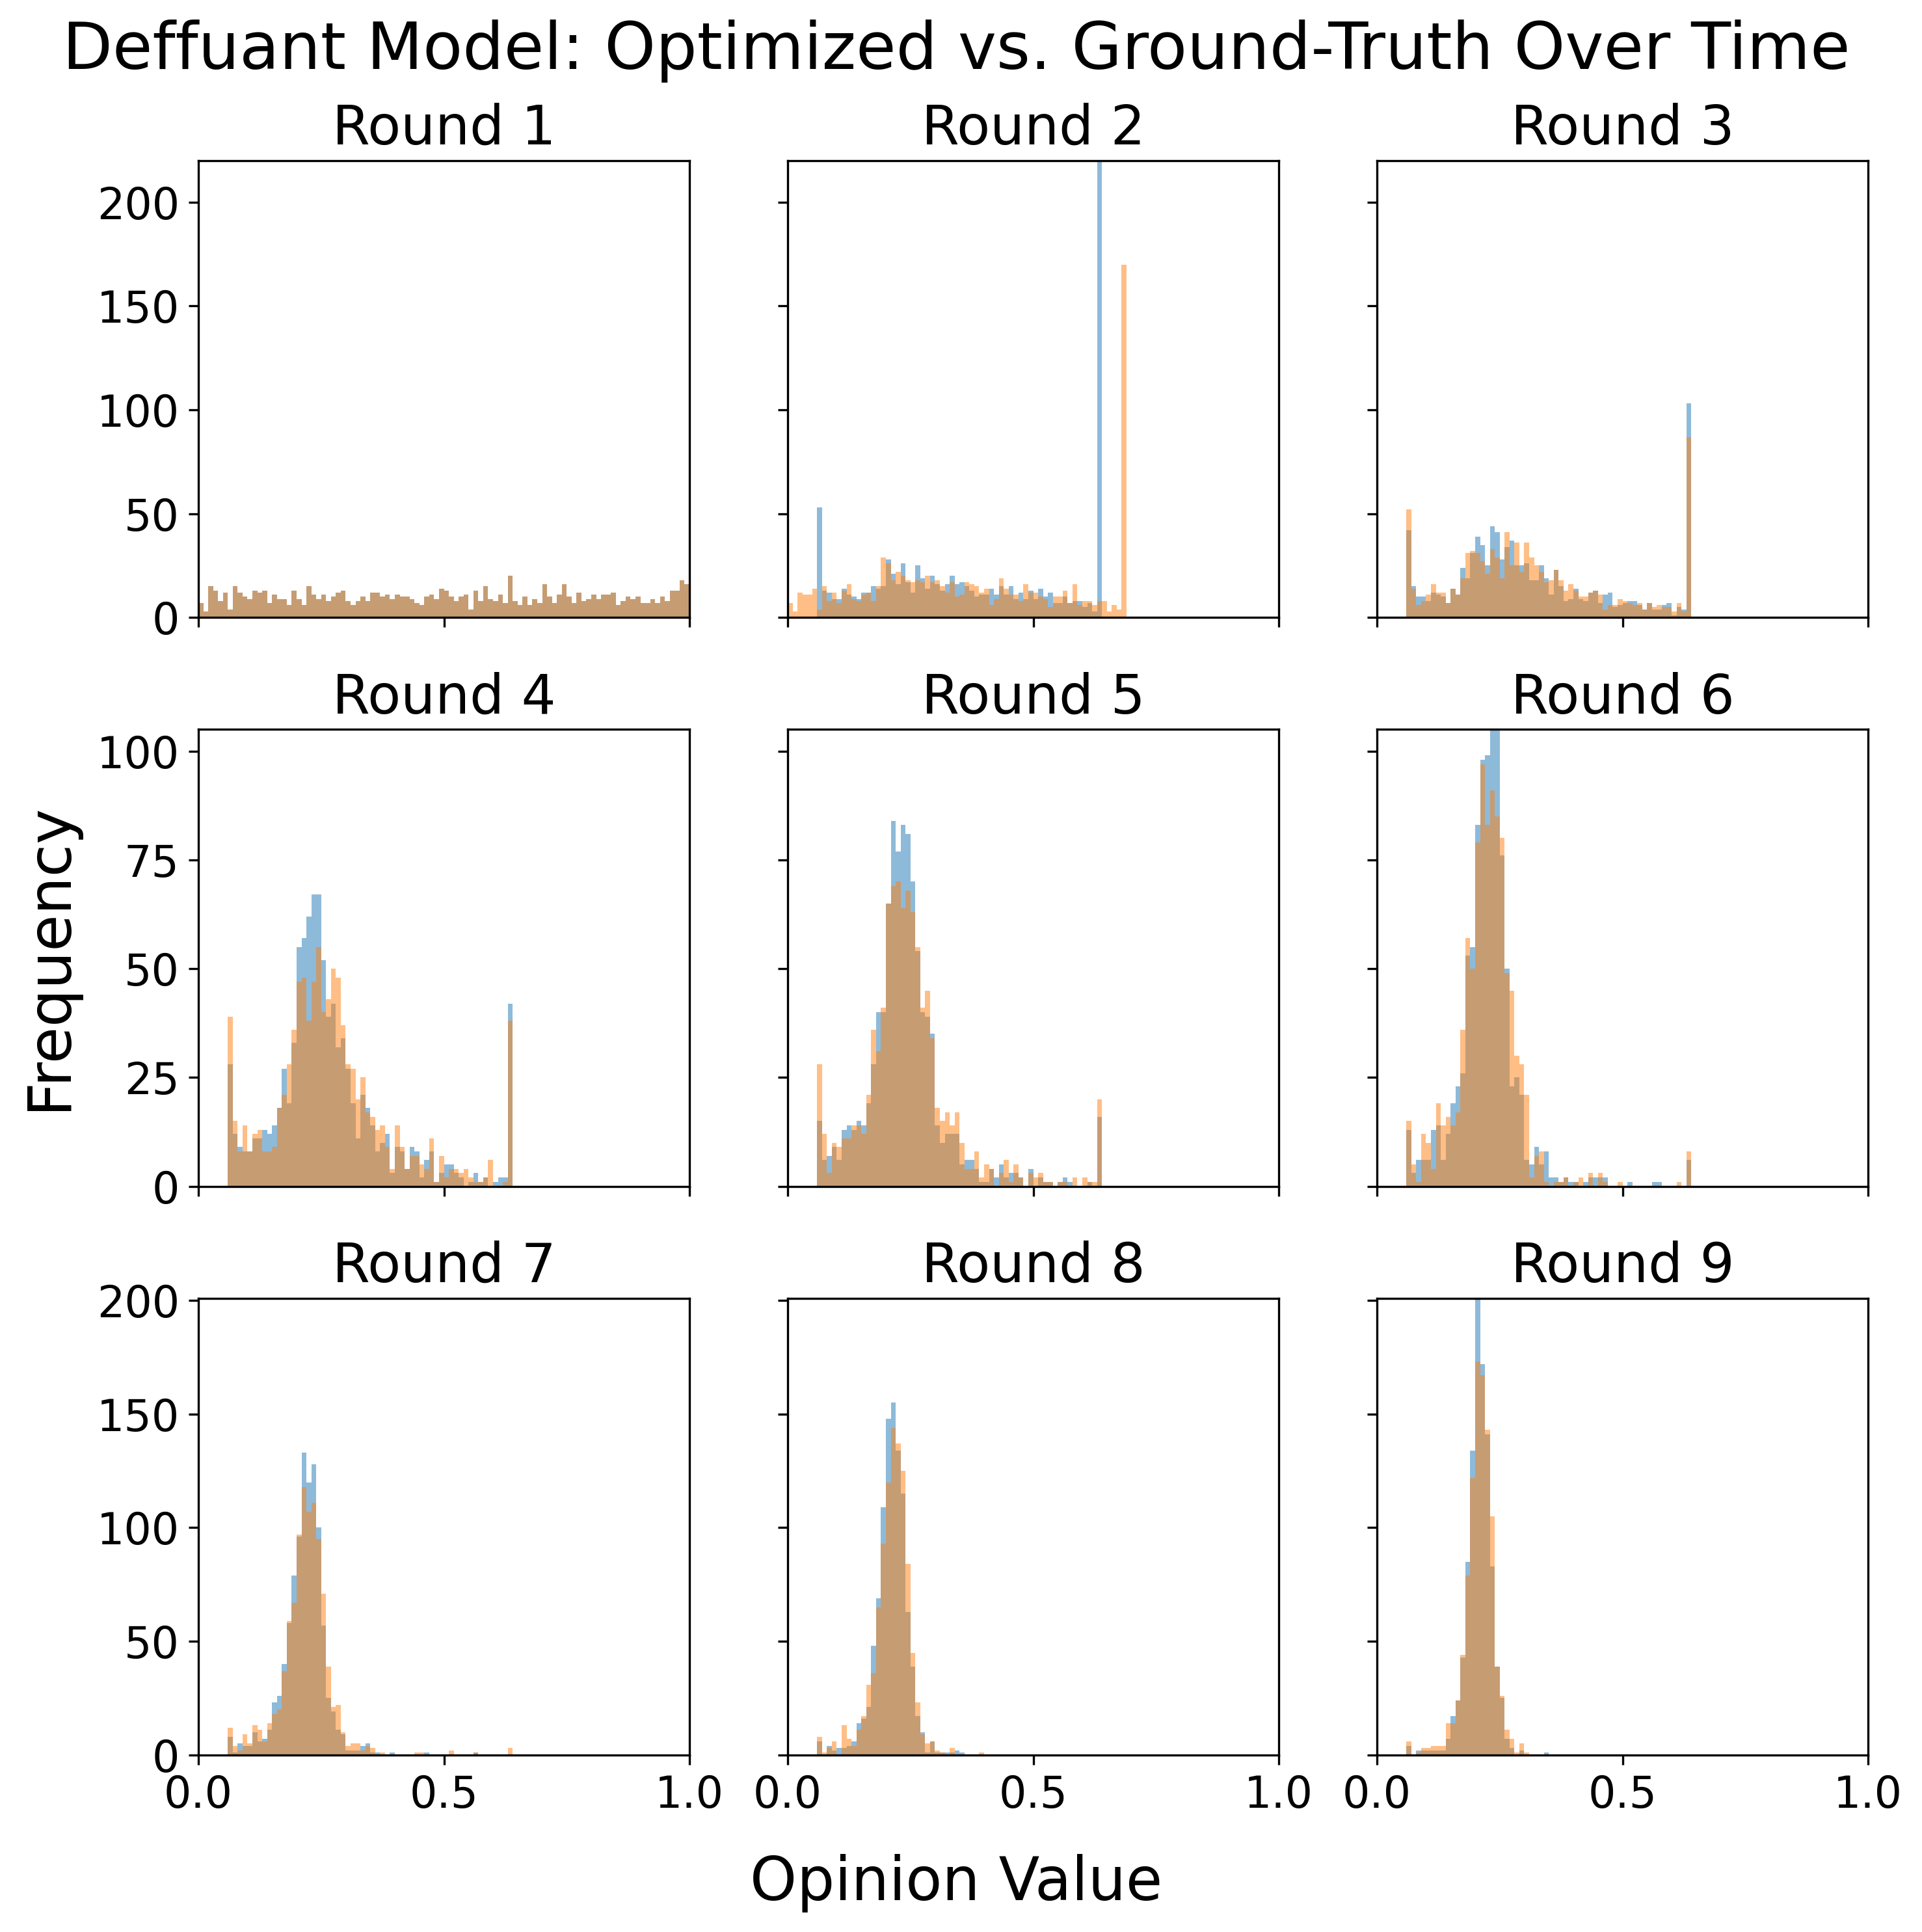 Deffuant Model: Optimized vs. Ground-Truth Over Time
Round 1
Round 2
Round 3
200
150
100
50
0
Round 4
Round 5
Round 6
100
75
50
25
0
Frequency
Round 7
Round 8
Round 9
200
150
100
50
0
0.0 0.5 1.0 0.0 0.5 1.0 0.0 0.5 1.0
Opinion Value